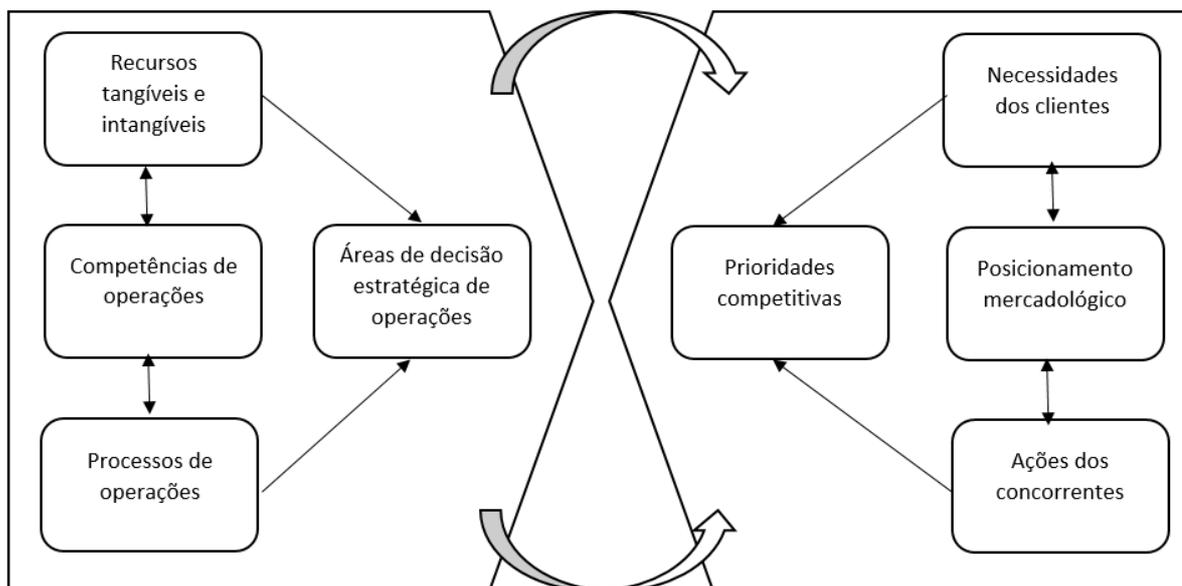 Recursos
tangíveis e
intangíveis
Competências de
operações
Processos de
operações
Áreas de decisão
estratégica de
operações
Prioridades
competitivas
Necessidades
dos clientes
Posicionamento
mercadológico
Ações dos
concorrentes